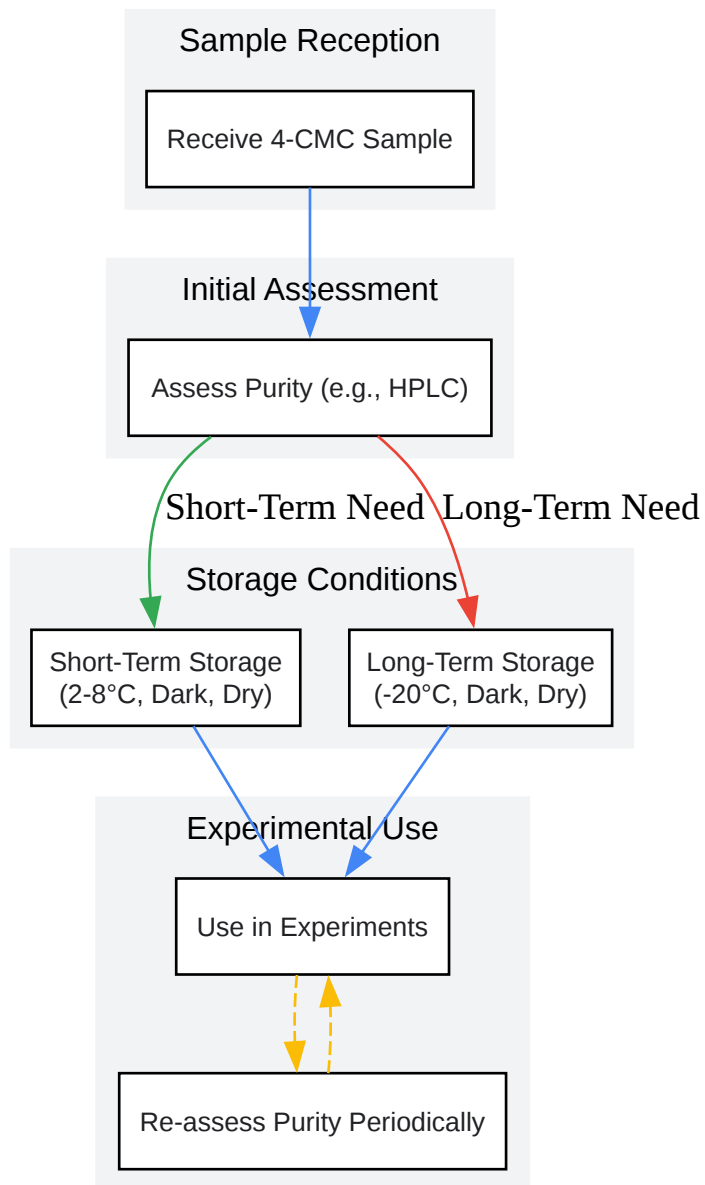 Sample Reception
Receive 4-CMC Sample
Initial Assessment
Assess Purity (e.g., HPLC)
Short-Term Need
Long-Term Need
Storage Conditions
Short-Term Storage
(2-8°C, Dark, Dry)
Long-Term Storage
(-20°C, Dark, Dry)
Experimental Use
Use in Experiments
Re-assess Purity Periodically